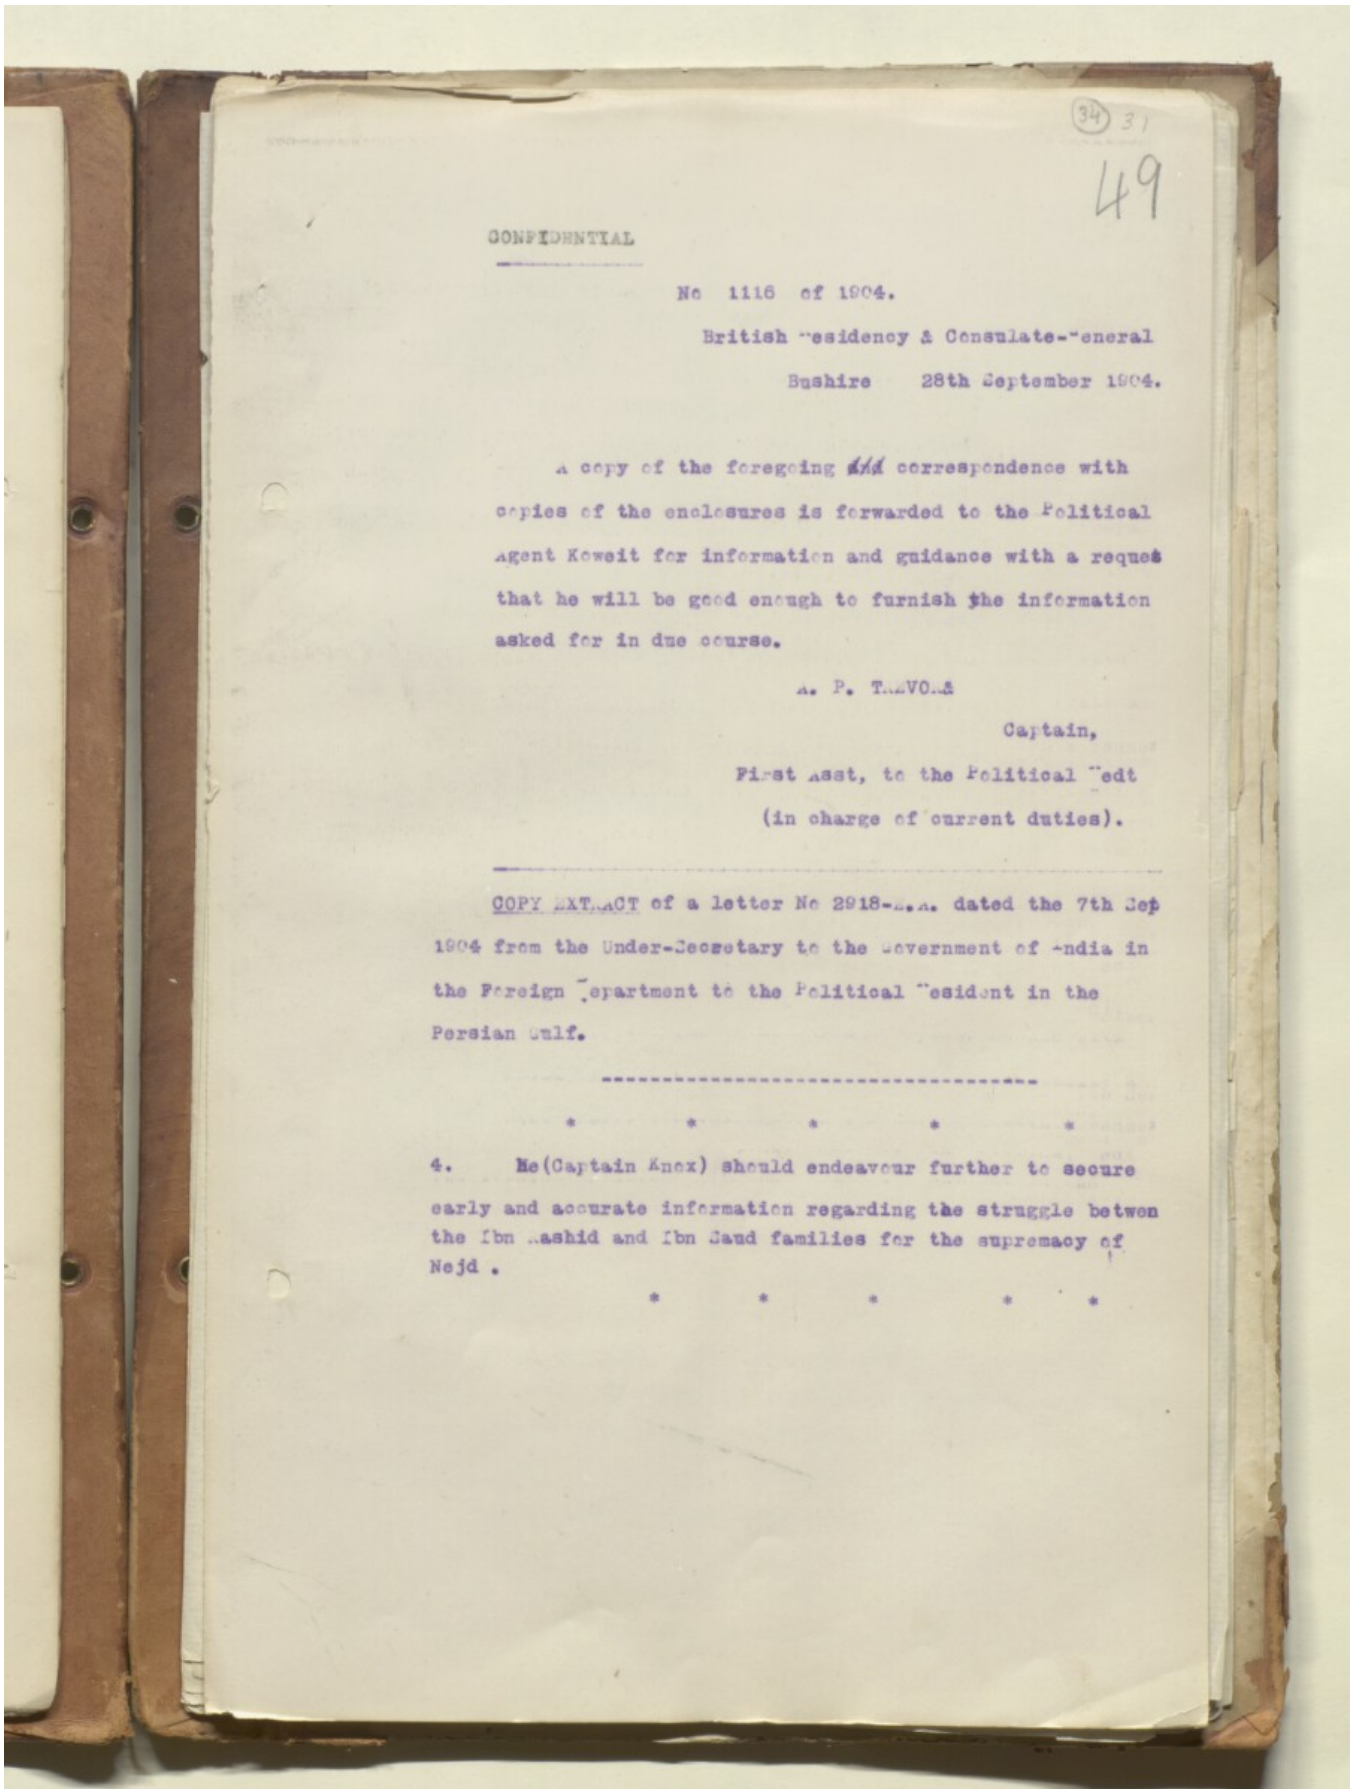 34 31
49
CONFIDENTIAL
No 1116 of 1904.
British Residency & Consulate-General
Bushire 28th September 1904.
A copy of the foregoing and correspondence with
copies of the enclosures is forwarded to the Political
Agent Koweit for information and guidance with a reques
that he will be good enough to furnish the information
asked for in due course.
A. P. TREVOR
Captain,
First Asst, to the Political Redt
(in charge of current duties).
COPY EXTRACT of a letter No 2918-E.A. dated the 7th Sep
1904 from the Under-Secretary to the Government of India in
the Foreign Department to the Political Resident in the
Persian Gulf.
-----------------------------------
* * * * *
4. He(Captain Knox) should endeavour further to secure
early and accurate information regarding the struggle betwen
the Ibn Rashid and Ibn Saud families for the supremacy of
Nejd .
* * * * *